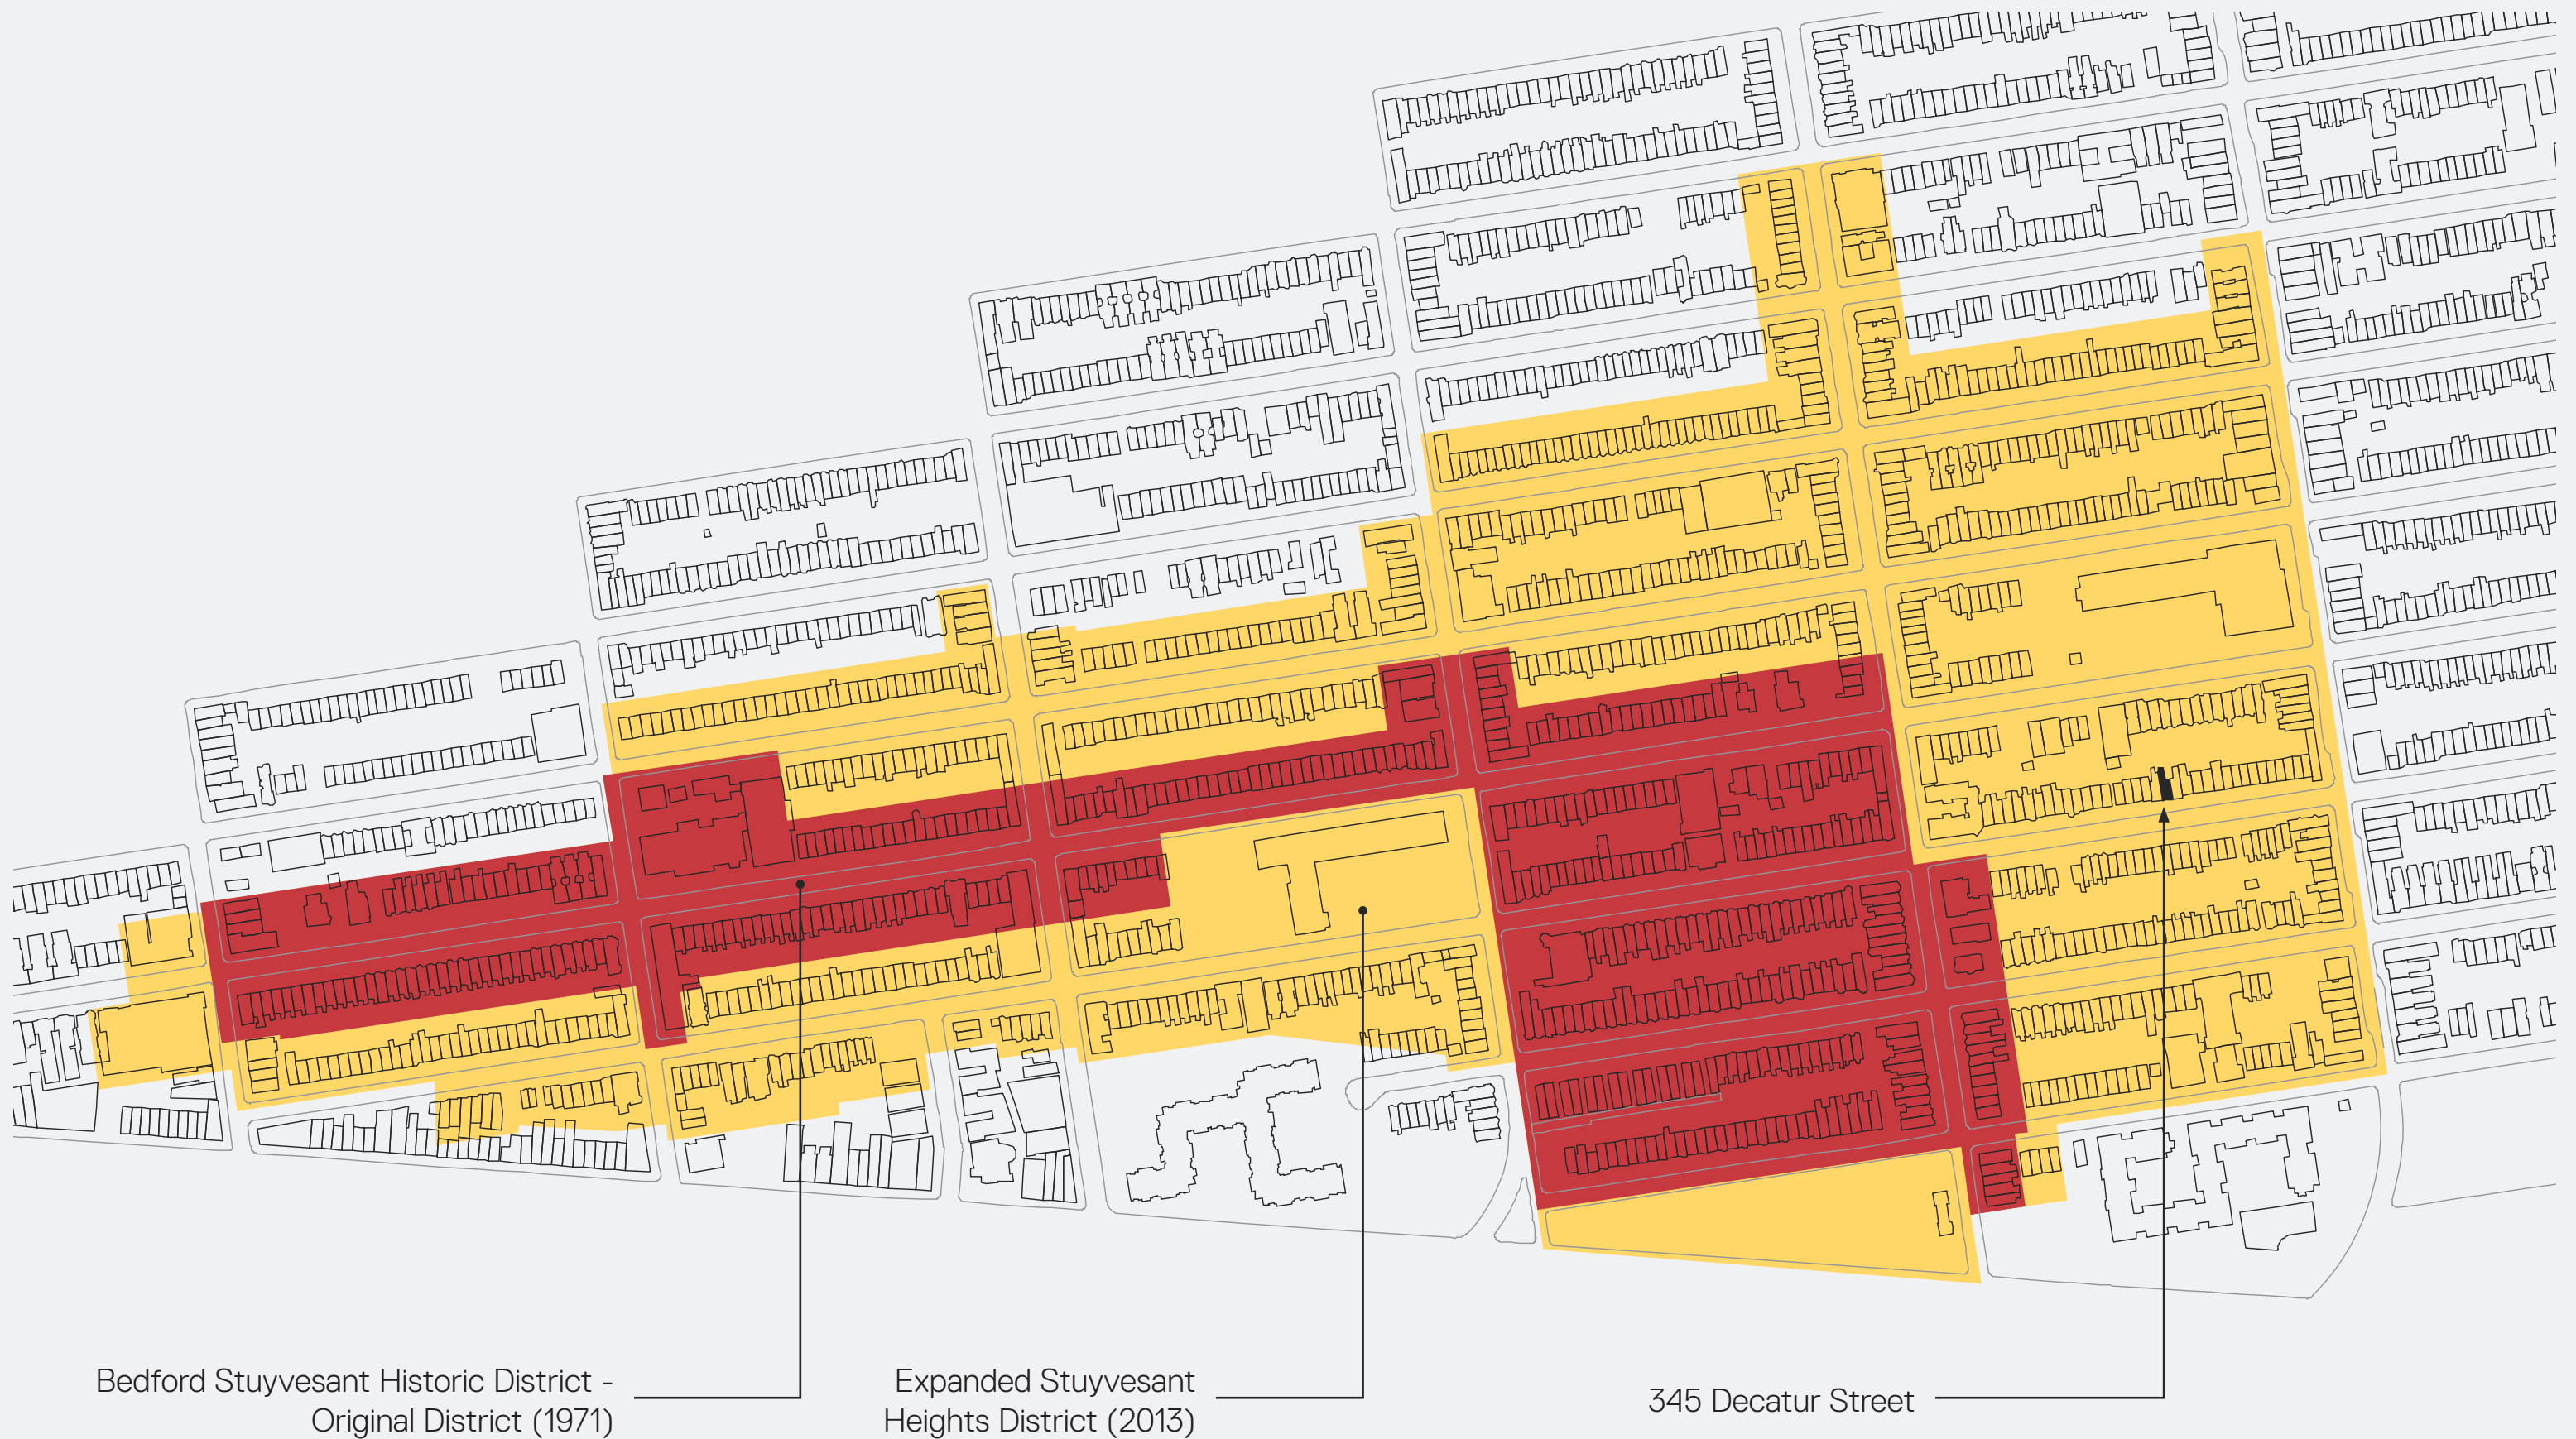 Bedford Stuyvesant Historic District -
Original District (1971)
Expanded Stuyvesant
Heights District (2013)
345 Decatur Street